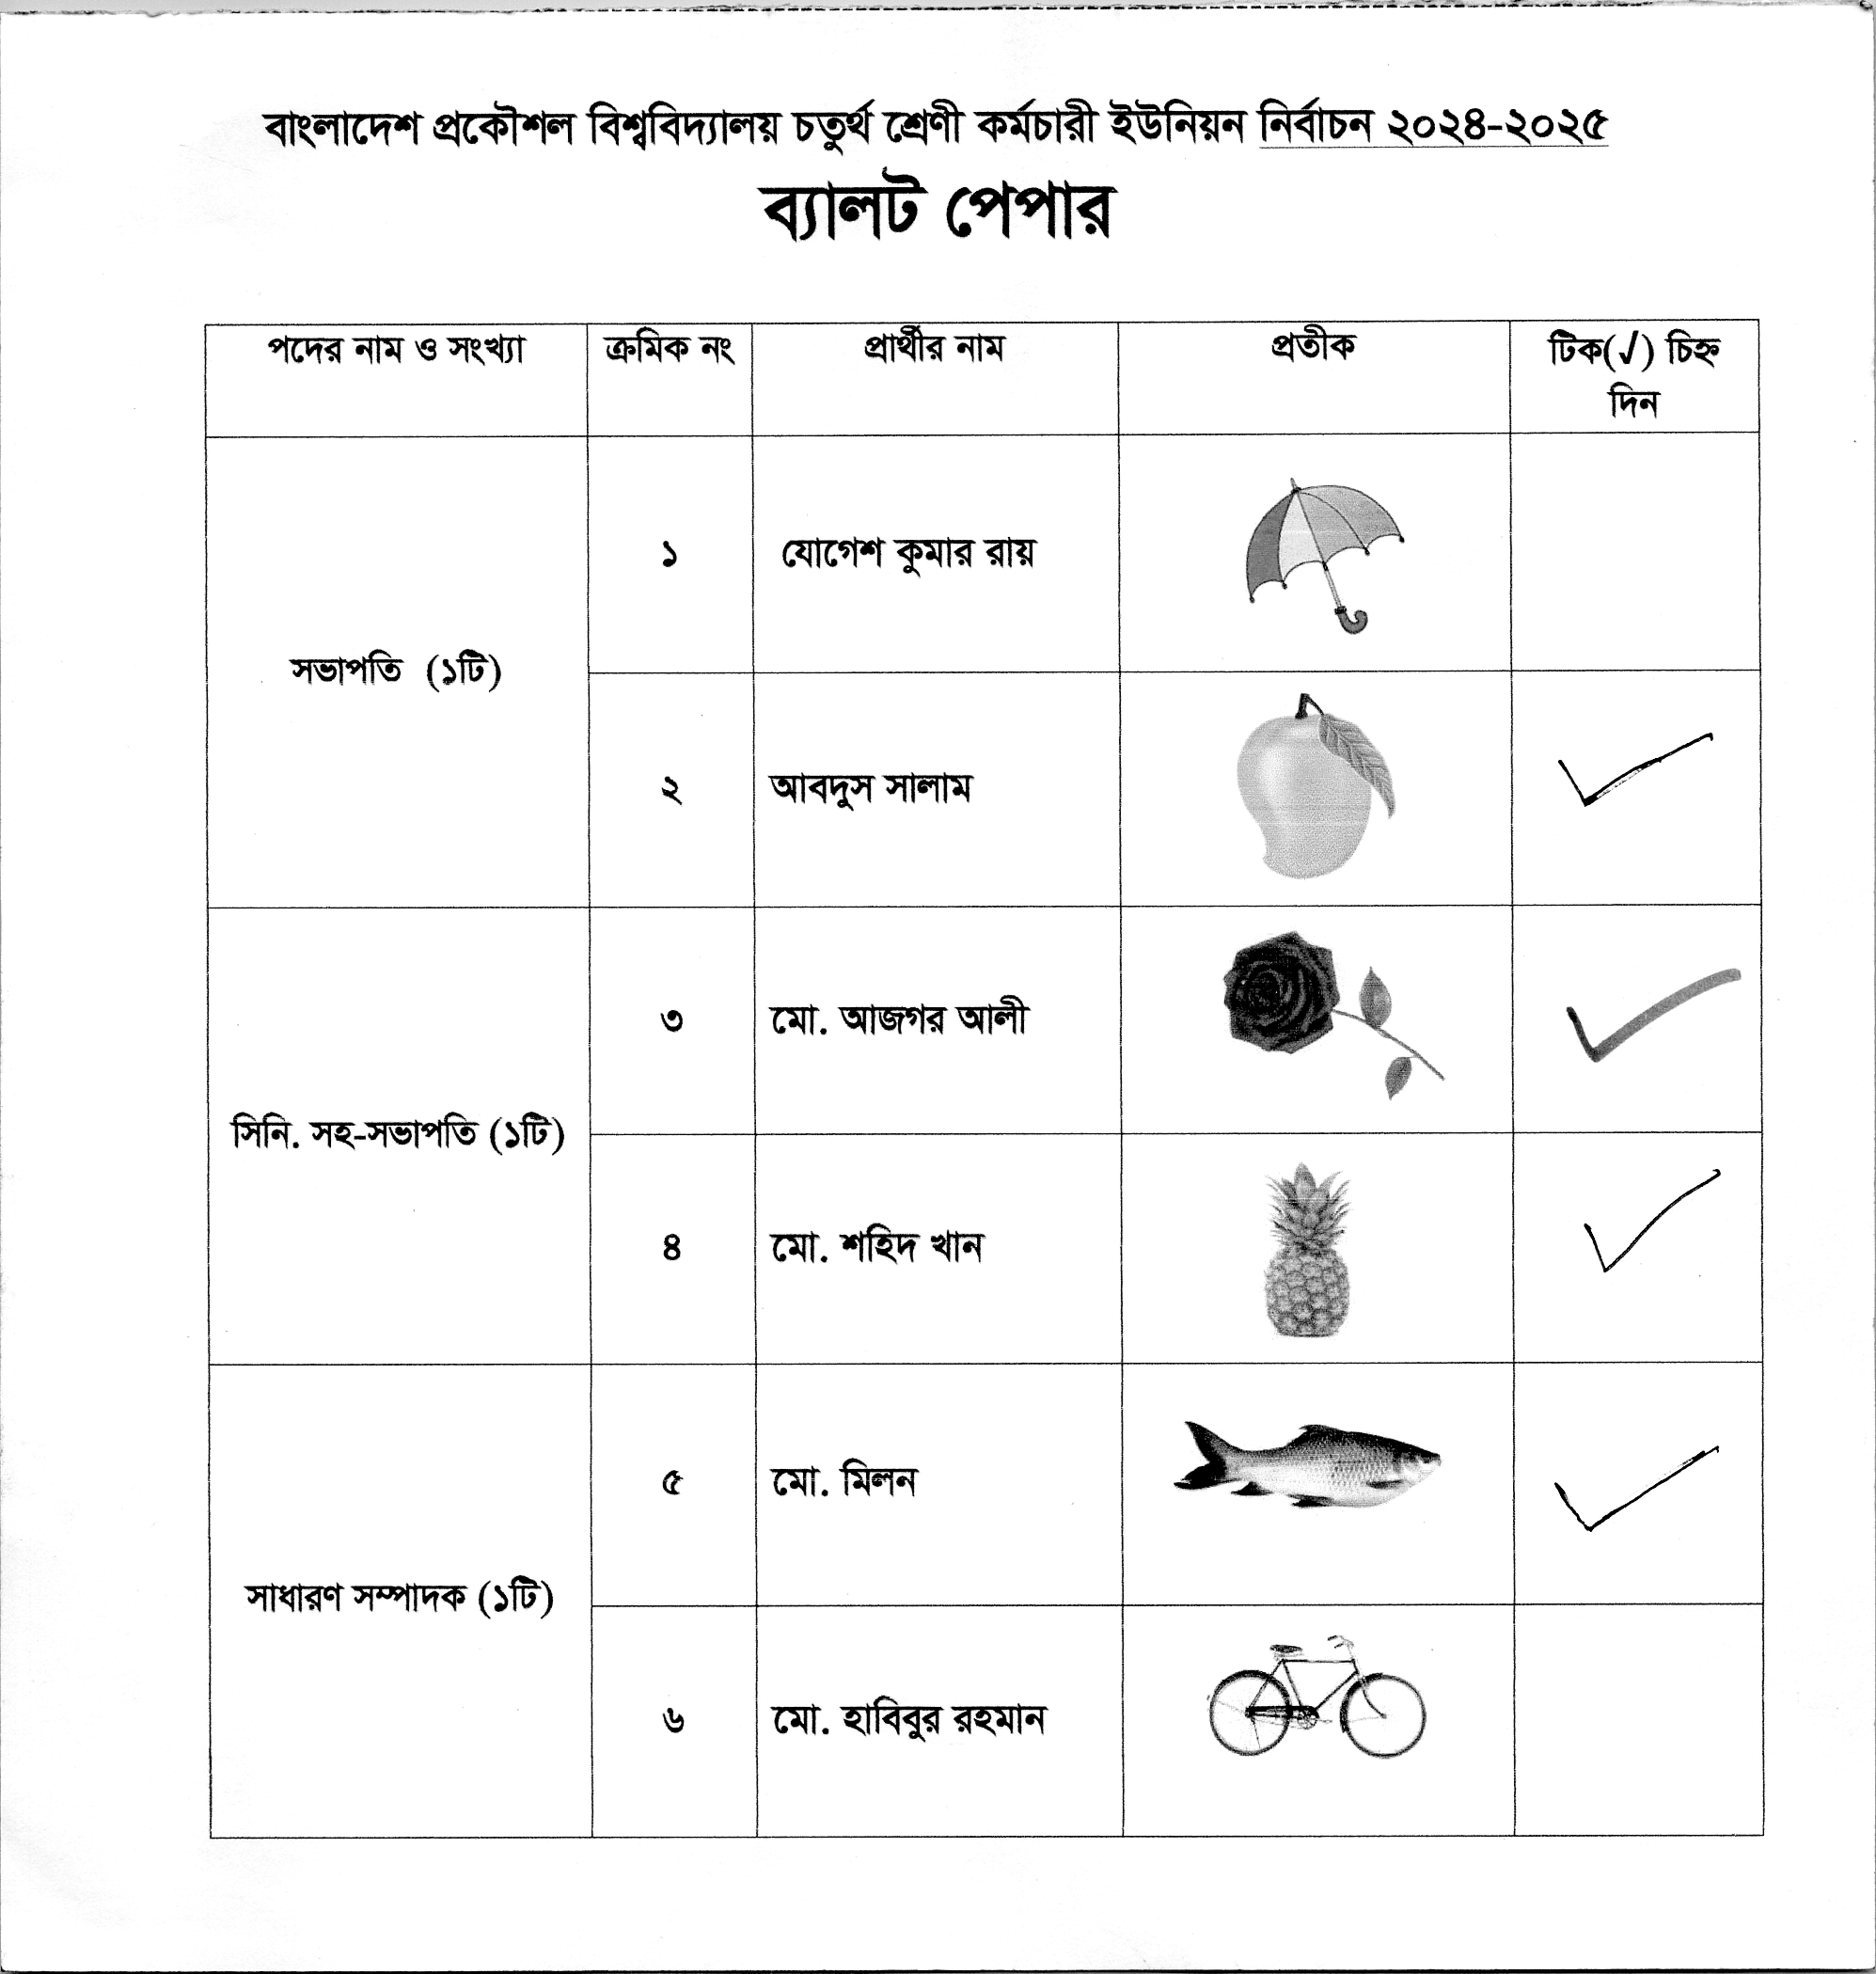 বাংলাদেশ প্রকৌশল বিশ্ববিদ্যালয় চতুর্থ শ্রেণী কর্মচারী ইউনিয়ন নির্বাচন ২০২৪-২০২৫
ব্যালট পেপার
পদের নাম ও সংখ্যা ক্রমিক নং প্রার্থীর নাম প্রতীক টিক(√) চিহ্ন
দিন
সভাপতি (১টি)
১ যোগেশ কুমার রায়
২ আবদুস সালাম ✓
সিনি. সহ-সভাপতি (১টি)
৩ মো. আজগর আলী ✓
৪ মো. শহিদ খান ✓
সাধারণ সম্পাদক (১টি)
৫ মো. মিলন ✓
৬ মো. হাবিবুর রহমান